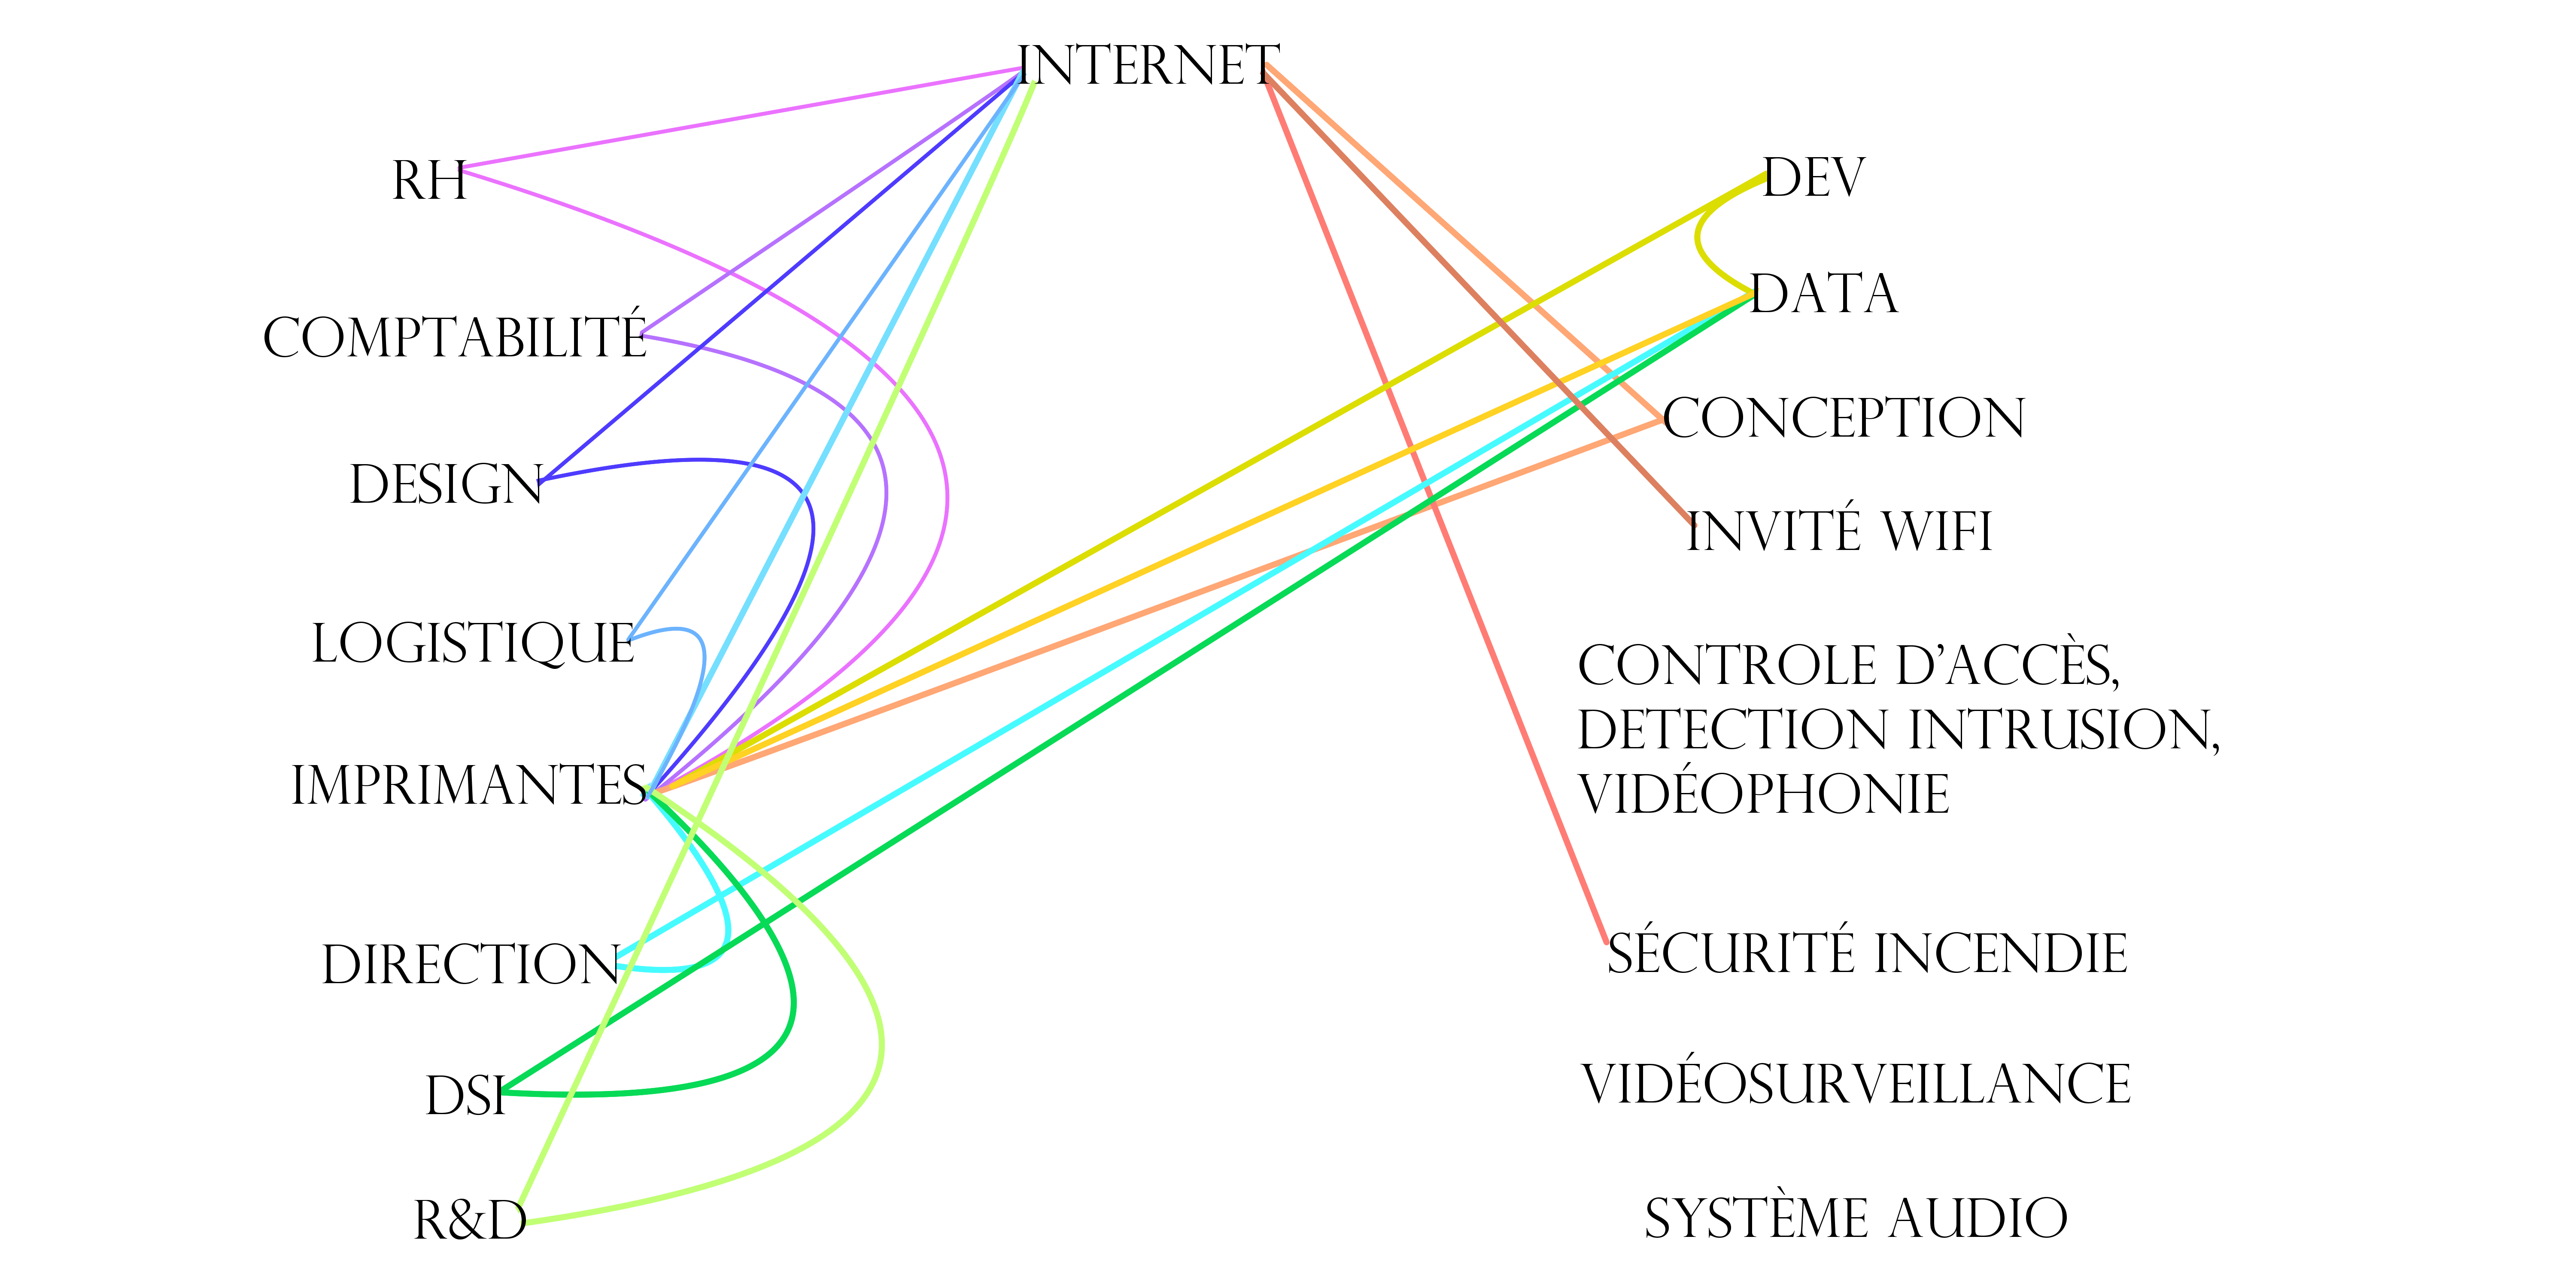 INTERNET
RH
COMPTABILITÉ
DESIGN
LOGISTIQUE
IMPRIMANTES
DIRECTION
DSI
R&D
DEV
DATA
CONCEPTION
INVITÉ WIFI
CONTROLE D’ACCÈS,
DETECTION INTRUSION,
VIDÉOPHONIE
SÉCURITÉ INCENDIE
VIDÉOSURVEILLANCE
SYSTÈME AUDIO